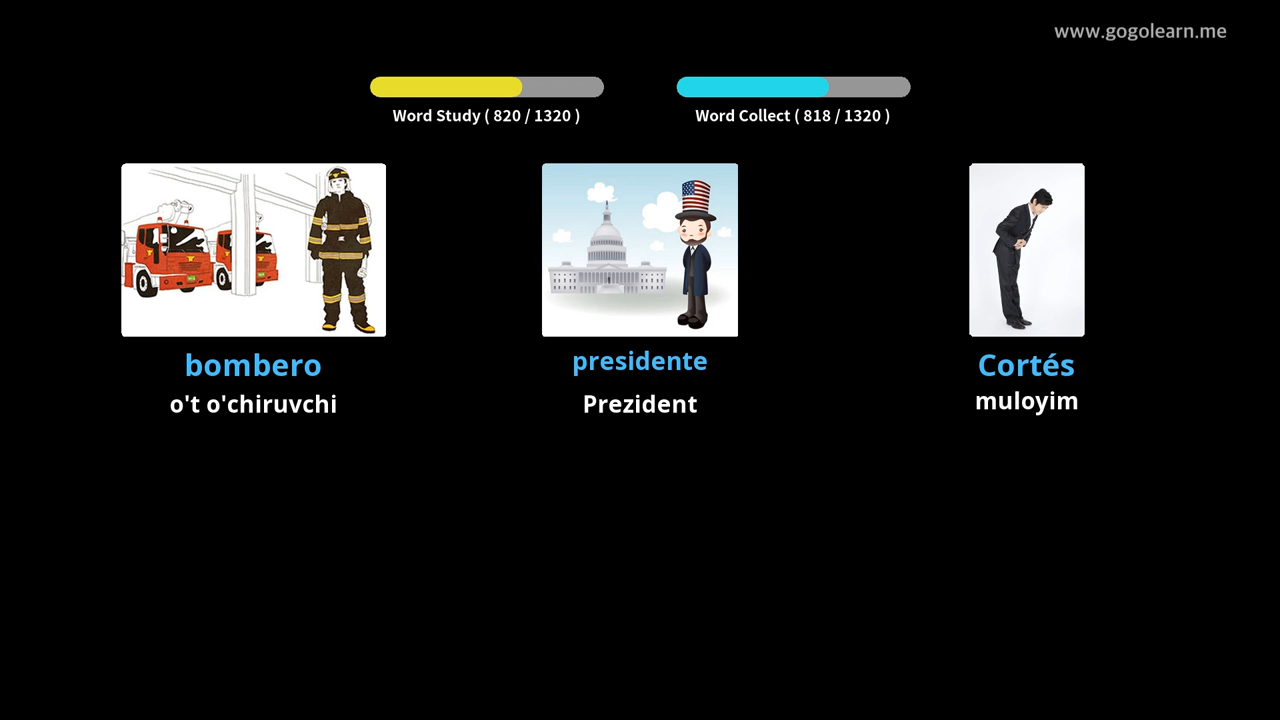 www.gogolearn.me
Word Study ( 820 / 1320 )
Word Collect ( 818 / 1320 )
bombero
o't o'chiruvchi
presidente
Prezident
Cortés
muloyim